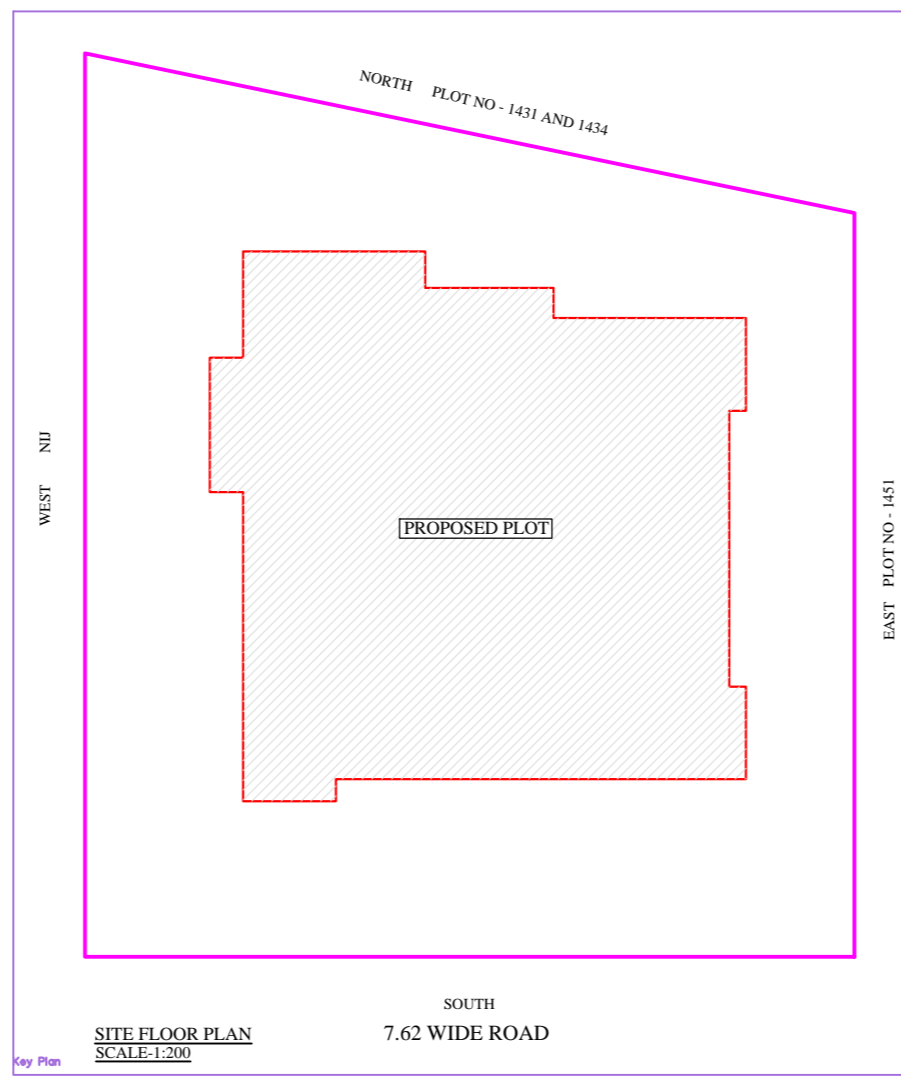 NORTH PLOT NO - 1431 AND 1434
WEST NIJ
PROPOSED PLOT
EAST PLOT NO - 1451
SOUTH
7.62 WIDE ROAD
SITE FLOOR PLAN
SCALE-1:200
Key Plan